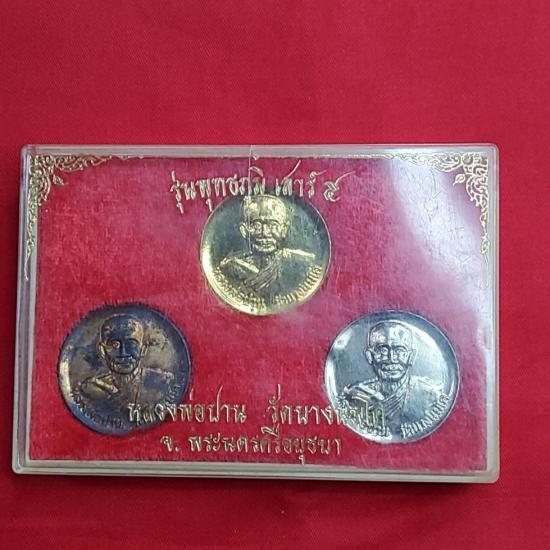 รุ่นพุทธภูมิ เสาร์ ๕
หลวงพ่อปาน วัดบางนมโค
จ. พระนครศรีอยุธยา